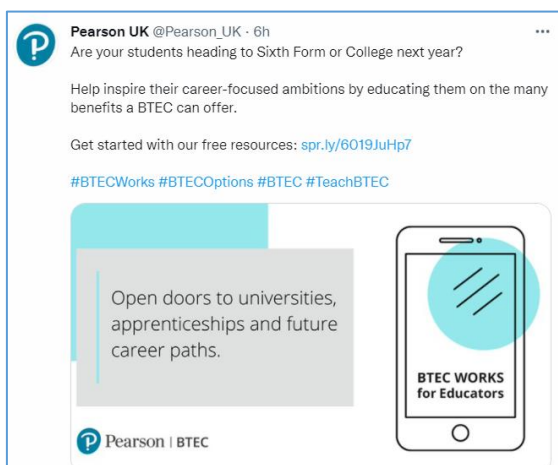 Pearson UK @Pearson_UK · 6h
Are your students heading to Sixth Form or College next year?
Help inspire their career-focused ambitions by educating them on the many
benefits a BTEC can offer.
Get started with our free resources: spr.ly/6019JuHp7
#BTECWorks #BTECOptions #BTEC #TeachBTEC
Open doors to universities,
apprenticeships and future
career paths.
BTEC WORKS
for Educators
Pearson | BTEC